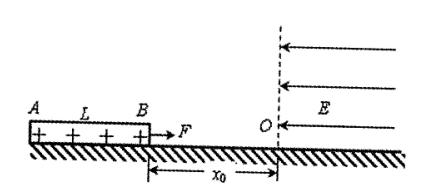 A L B
+ + + +
F
E
O
x₀